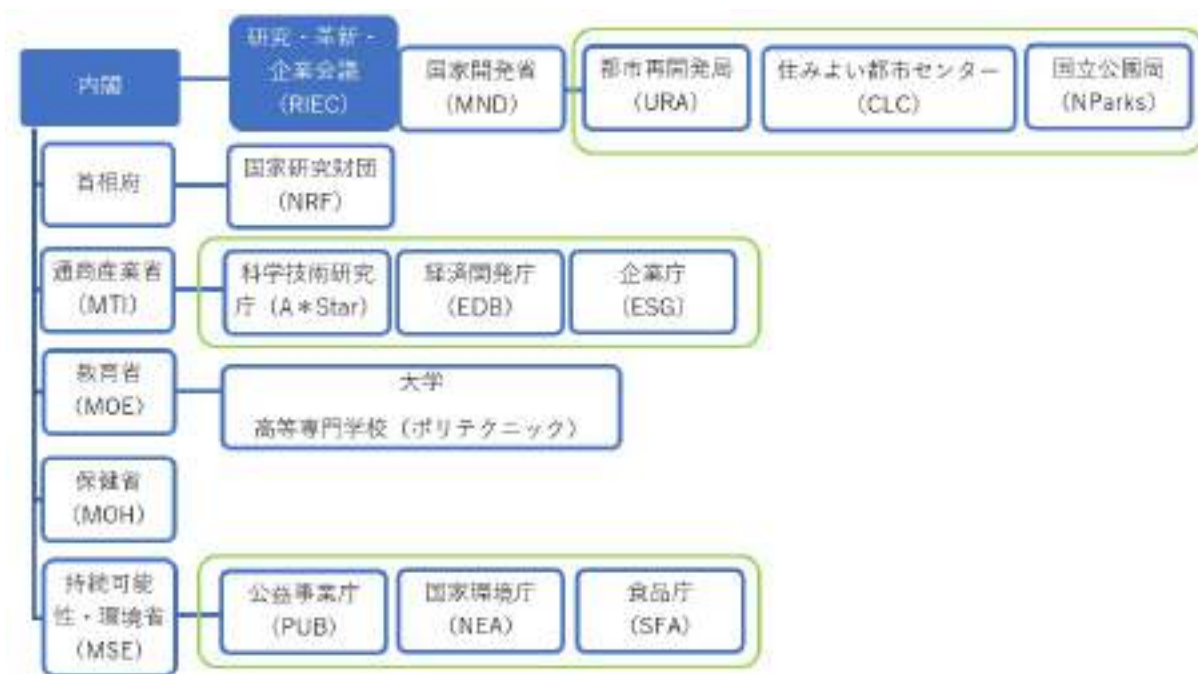 内閣
研究・革新・
企業会議
(RIEC)
国家開発省
(MND)
都市再開発局
(URA)
住みよい都市センター
(CLC)
国立公園局
(NParks)
首相府
国家研究財団
(NRF)
通商産業省
(MTI)
科学技術研究
庁（A＊Star）
経済開発庁
(EDB)
企業庁
(ESG)
教育省
(MOE)
大学
高等専門学校（ポリテクニック）
保健省
(MOH)
持続可能
性・環境省
(MSE)
公益事業庁
(PUB)
国家環境庁
(NEA)
食品庁
(SFA)